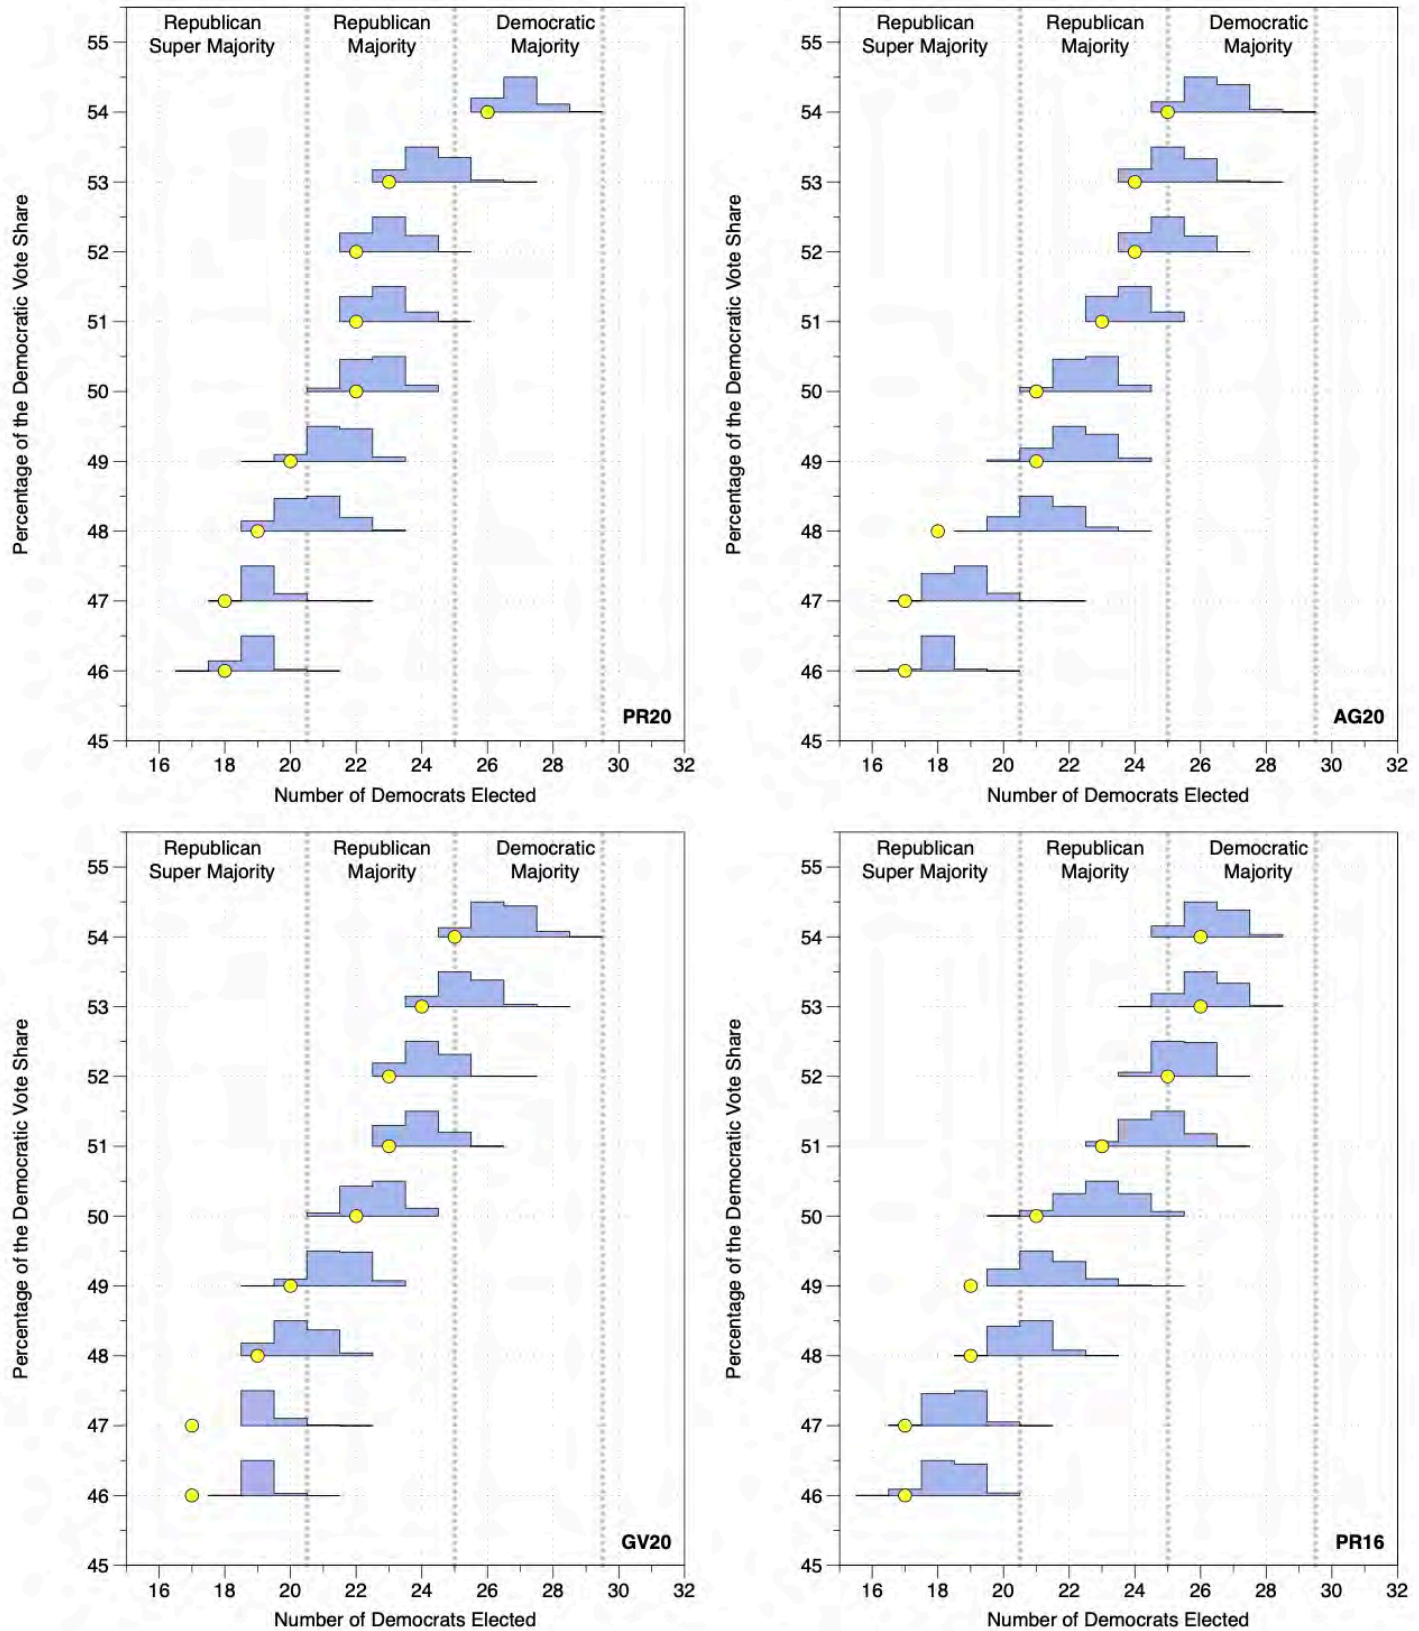 Republican
Super Majority
Republican
Majority
Democratic
Majority
55
54
53
52
51
50
49
48
47
46
45
Percentage of the Democratic Vote Share
PR20
16 18 20 22 24 26 28 30 32
Number of Democrats Elected
Republican
Super Majority
Republican
Majority
Democratic
Majority
55
54
53
52
51
50
49
48
47
46
45
Percentage of the Democratic Vote Share
AG20
16 18 20 22 24 26 28 30 32
Number of Democrats Elected
Republican
Super Majority
Republican
Majority
Democratic
Majority
55
54
53
52
51
50
49
48
47
46
45
Percentage of the Democratic Vote Share
GV20
16 18 20 22 24 26 28 30 32
Number of Democrats Elected
Republican
Super Majority
Republican
Majority
Democratic
Majority
55
54
53
52
51
50
49
48
47
46
45
Percentage of the Democratic Vote Share
PR16
16 18 20 22 24 26 28 30 32
Number of Democrats Elected